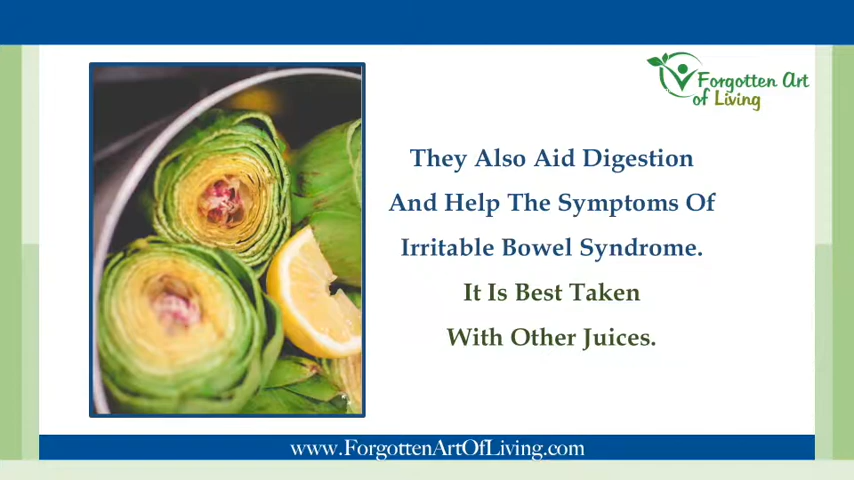 Forgotten Art
of Living
They Also Aid Digestion
And Help The Symptoms Of
Irritable Bowel Syndrome.
It Is Best Taken
With Other Juices.
www.ForgottenArtOfLiving.com